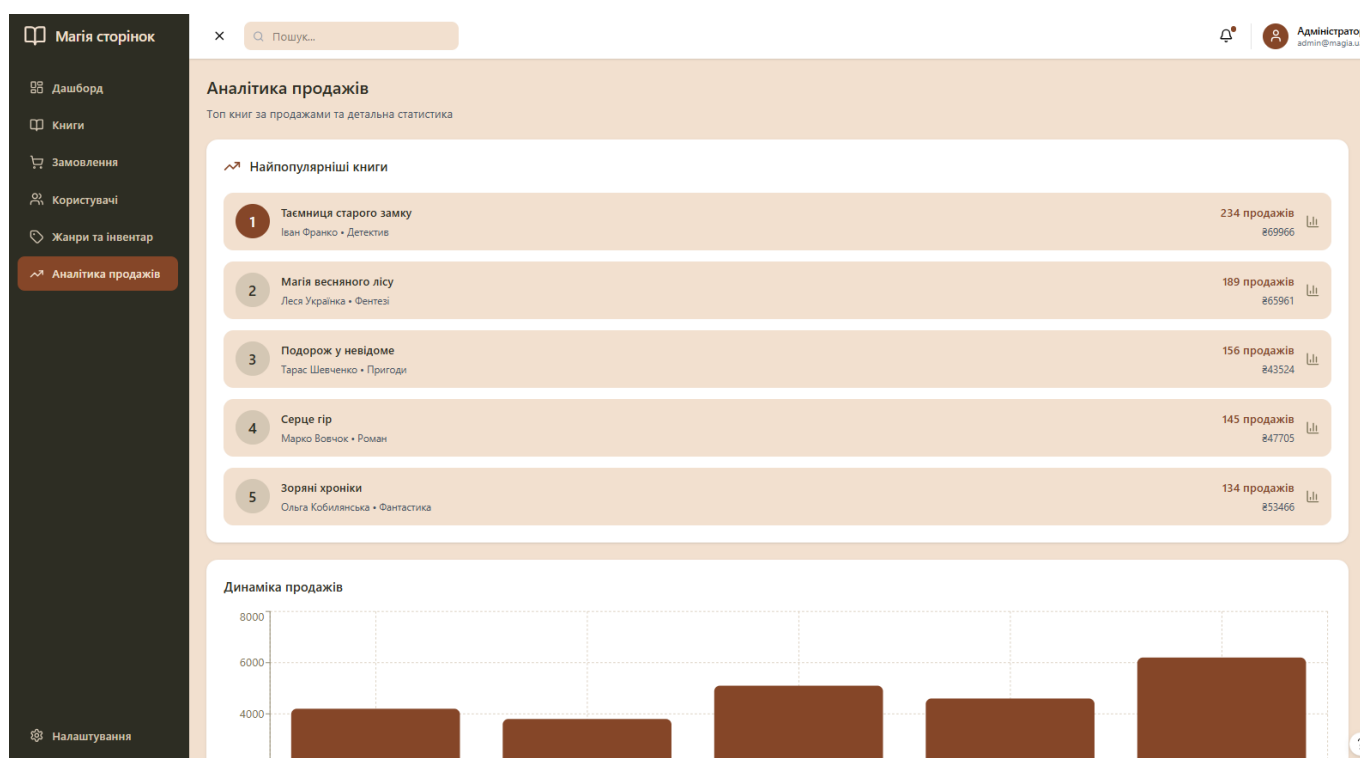 Магія сторінок
Пошук...
Адміністратор
admin@magia.u
Дашборд
Книги
Замовлення
Користувачі
Жанри та інвентар
Аналітика продажів
Налаштування
Аналітика продажів
Топ книг за продажами та детальна статистика
Найпопулярніші книги
1
Таємниця старого замку
Іван Франко • Детектив
234 продажів
₴69966
2
Магія весняного лісу
Леся Українка • Фентезі
189 продажів
₴65961
3
Подорож у невідоме
Тарас Шевченко • Пригоди
156 продажів
₴43524
4
Серце гір
Марко Вовчок • Роман
145 продажів
₴47705
5
Зоряні хроніки
Ольга Кобилянська • Фантастика
134 продажів
₴53466
Динаміка продажів
8000
6000
4000